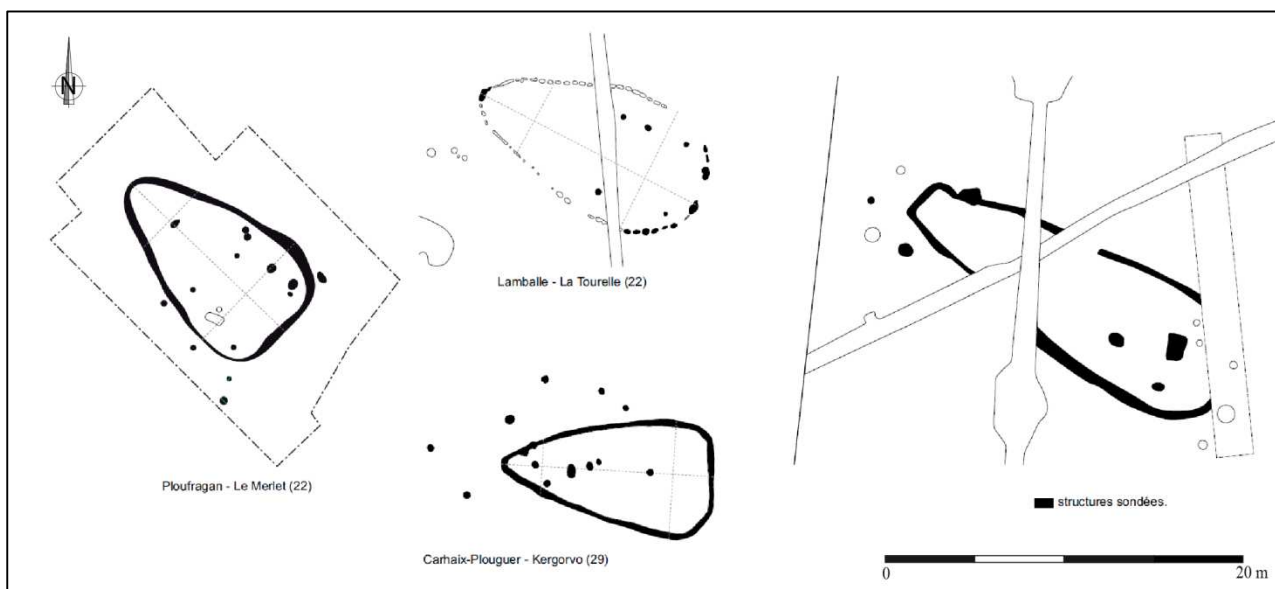 N
Lamballe - La Tourelle (22)
Ploufragan - Le Merlet (22)
Carhaix-Plouguer - Kergorvo (29)
structures sondées.
0
20 m